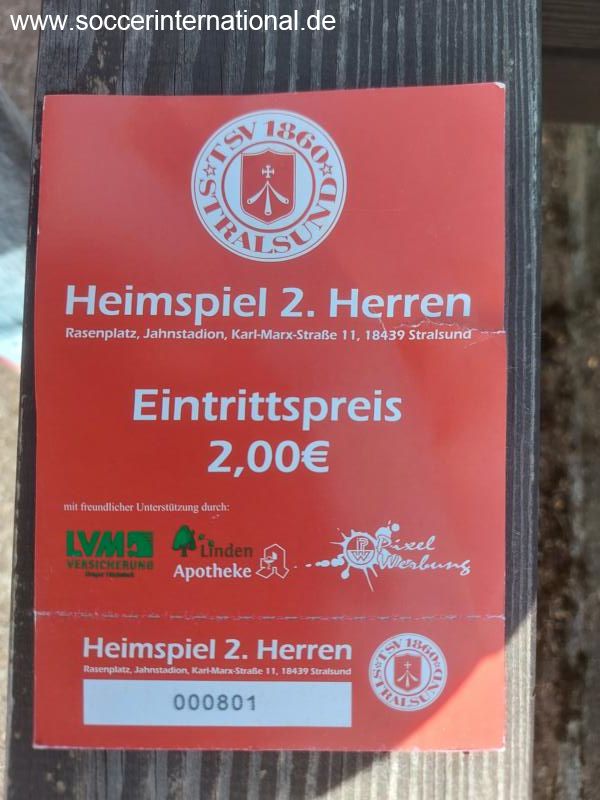 www.soccerinternational.de
TSV 1860
STRALSUND
Heimspiel 2. Herren
Rasenplatz, Jahnstadion, Karl-Marx-Straße 11, 18439 Stralsund
Eintrittspreis
2,00€
mit freundlicher Unterstützung durch:
LVM
VERSICHERUNG
Linden
Apotheke
Pixel
Werbung
Heimspiel 2. Herren
Rasenplatz, Jahnstadion, Karl-Marx-Straße 11, 18439 Stralsund
000801
TSV 1860
STRALSUND